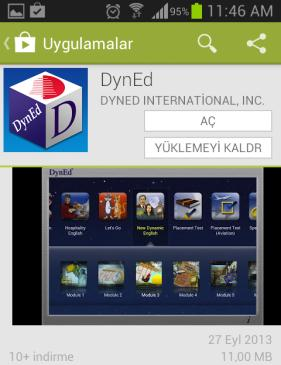 95% 11:46 AM
Uygulamalar
DynEd
DynEd
D
DYNED INTERNATİONAL, INC.
AÇ
YÜKLEMEYİ KALDR
DynEd
Hospitality English
Let's Go
New Dynamic English
Placement Test
Placement Test (Aviation)
Module 1
Module 2
Module 3
Module 4
Module 5
Module 6
i
27 Eyl 2013
10+ indirme
11,00 MB